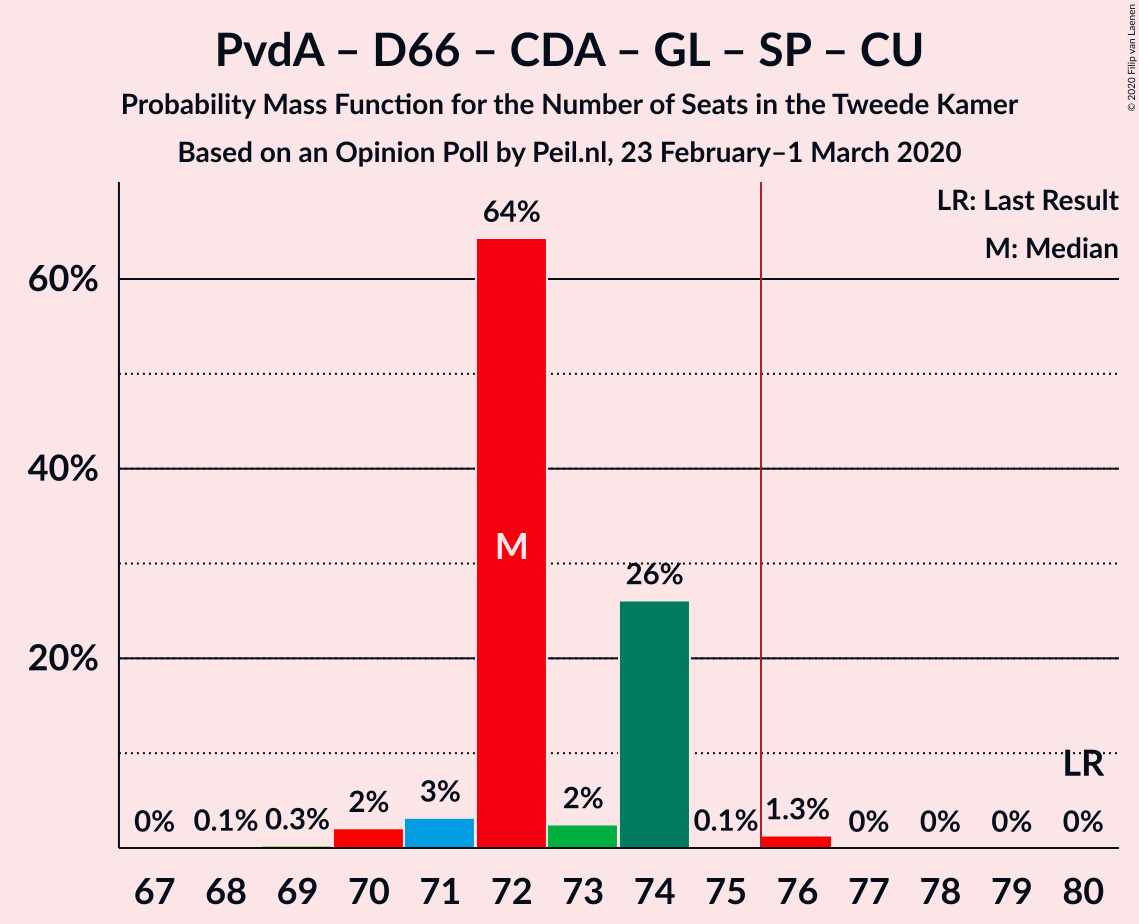 PvdA – D66 – CDA – GL – SP – CU
Probability Mass Function for the Number of Seats in the Tweede Kamer
Based on an Opinion Poll by Peil.nl, 23 February–1 March 2020
© 2020 Filip van Laenen
LR: Last Result
M: Median
60%
40%
20%
0%
0.1%
0.3%
2%
3%
64%
M
2%
26%
0.1%
1.3%
0%
0%
0%
0%
LR
67 68 69 70 71 72 73 74 75 76 77 78 79 80